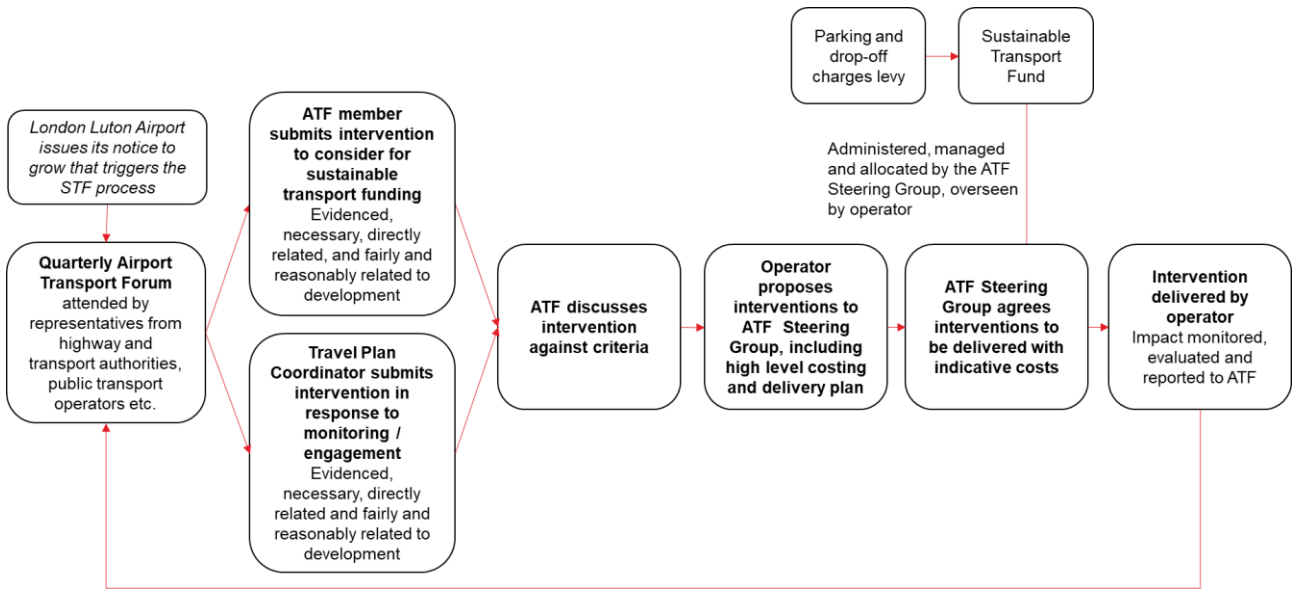 London Luton Airport
issues its notice to
grow that triggers the
STF process
Quarterly Airport
Transport Forum
attended by
representatives from
highway and
transport authorities,
public transport
operators etc.
ATF member
submits intervention
to consider for
sustainable
transport funding
Evidenced,
necessary, directly
related, and fairly and
reasonably related to
development
Travel Plan
Coordinator submits
intervention in
response to
monitoring /
engagement
Evidenced,
necessary, directly
related and fairly and
reasonably related to
development
ATF discusses
intervention
against criteria
Operator
proposes
interventions to
ATF Steering
Group, including
high level costing
and delivery plan
Parking and
drop-off
charges levy
Sustainable
Transport
Fund
Administered, managed
and allocated by the ATF
Steering Group, overseen
by operator
ATF Steering
Group agrees
interventions to
be delivered with
indicative costs
Intervention
delivered by
operator
Impact monitored,
evaluated and
reported to ATF